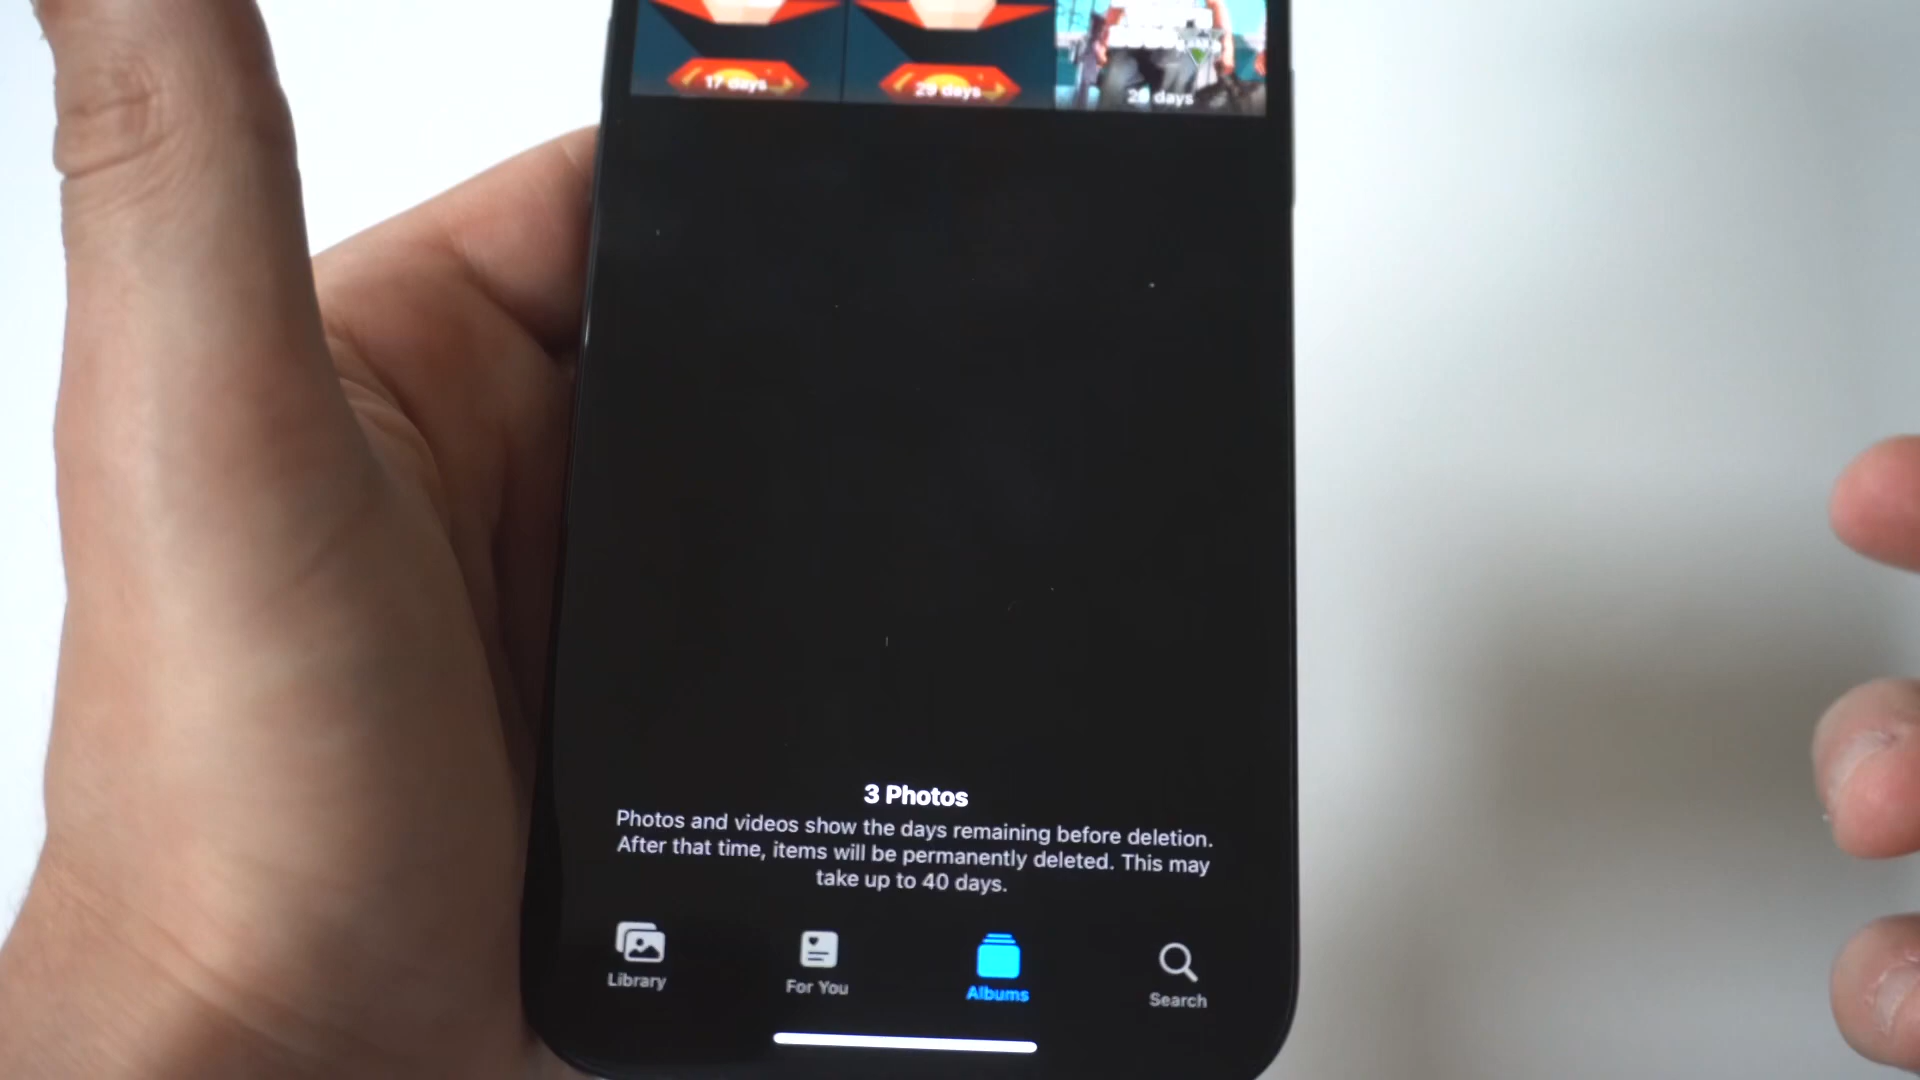 17 days
29 days
days
3 Photos
Photos and videos show the days remaining before deletion.
After that time, items will be permanently deleted. This may
take up to 40 days.
Library
For You
Albums
Search